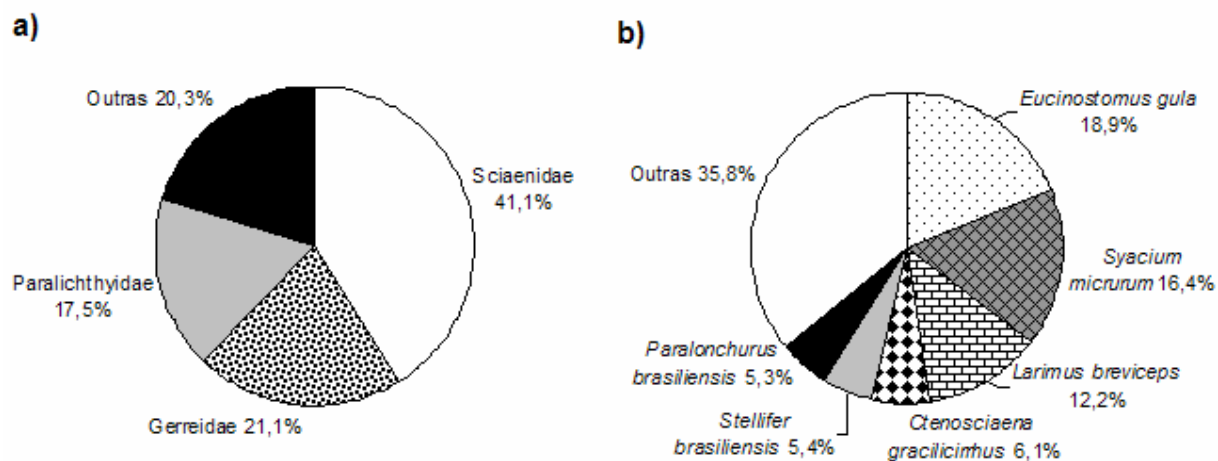 a)
Outras 20,3%
Sciaenidae
41,1%
Paralichthyidae
17,5%
Gerreidae 21,1%
b)
Eucinostomus gula
18,9%
Outras 35,8%
Syacium
micrurum 16,4%
Paralonchurus
brasiliensis 5,3%
Larimus breviceps
12,2%
Stellifer
brasiliensis 5,4%
Ctenosciaena
gracilicirrhus 6,1%